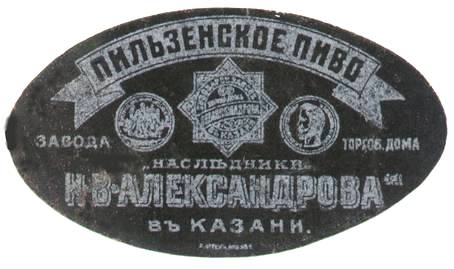 ПИЛЬЗЕНСКОЕ ПИВО
ЗАВОДА
ТОРГОВ. ДОМА
„НАСЛѢДНИКИ
Н·В·АЛЕКСАНДРОВА
ВЪ КАЗАНИ.